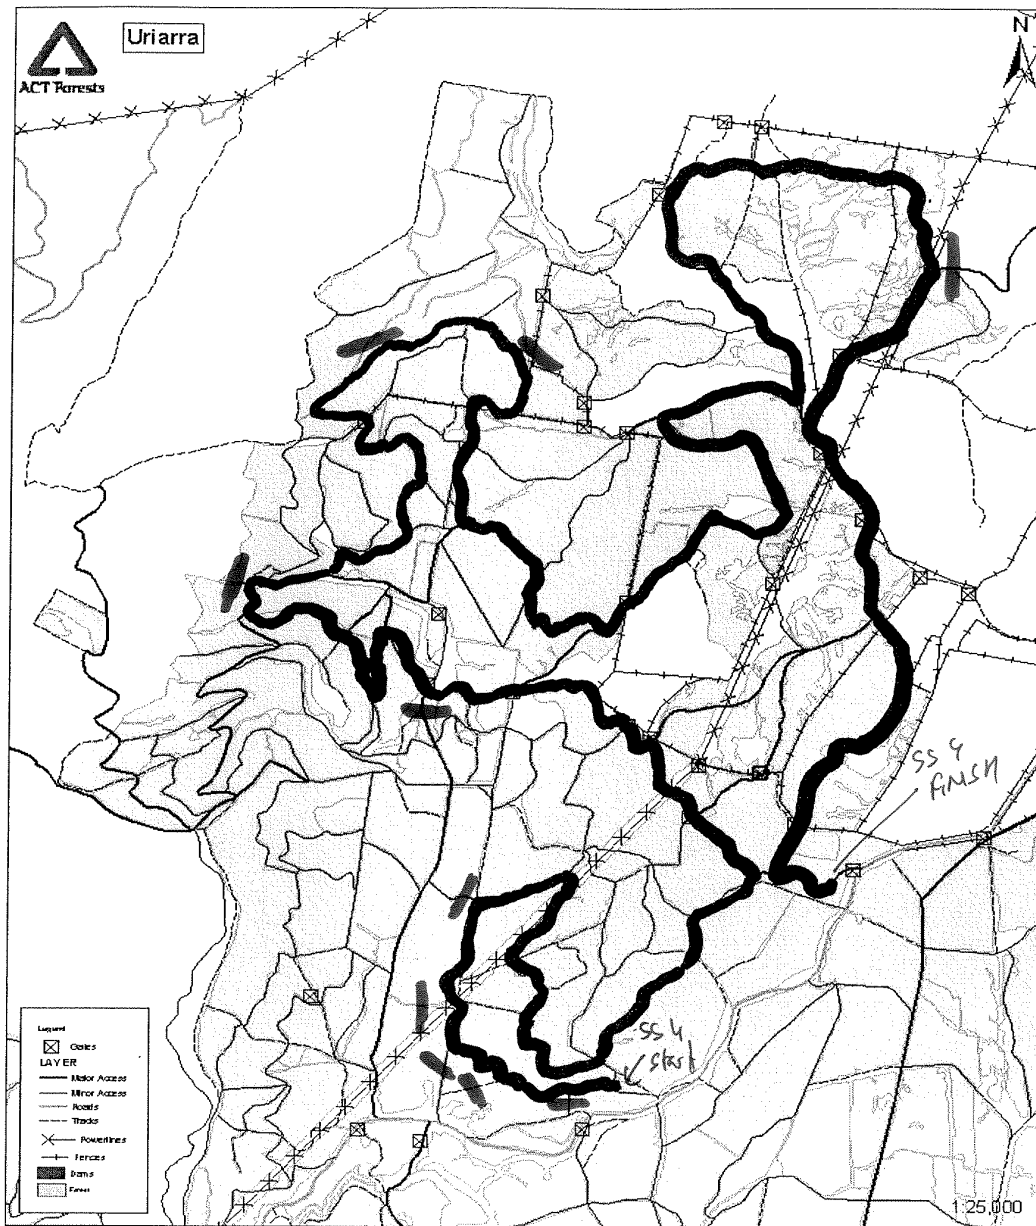 Uriarra
N
ACT Forests
SS 4
FINISH
SS 4
Start
Legend
Gates
LAYER
Major Access
Minor Access
Roads
Tracks
Powerlines
Fences
Dams
Forest
1:25,000